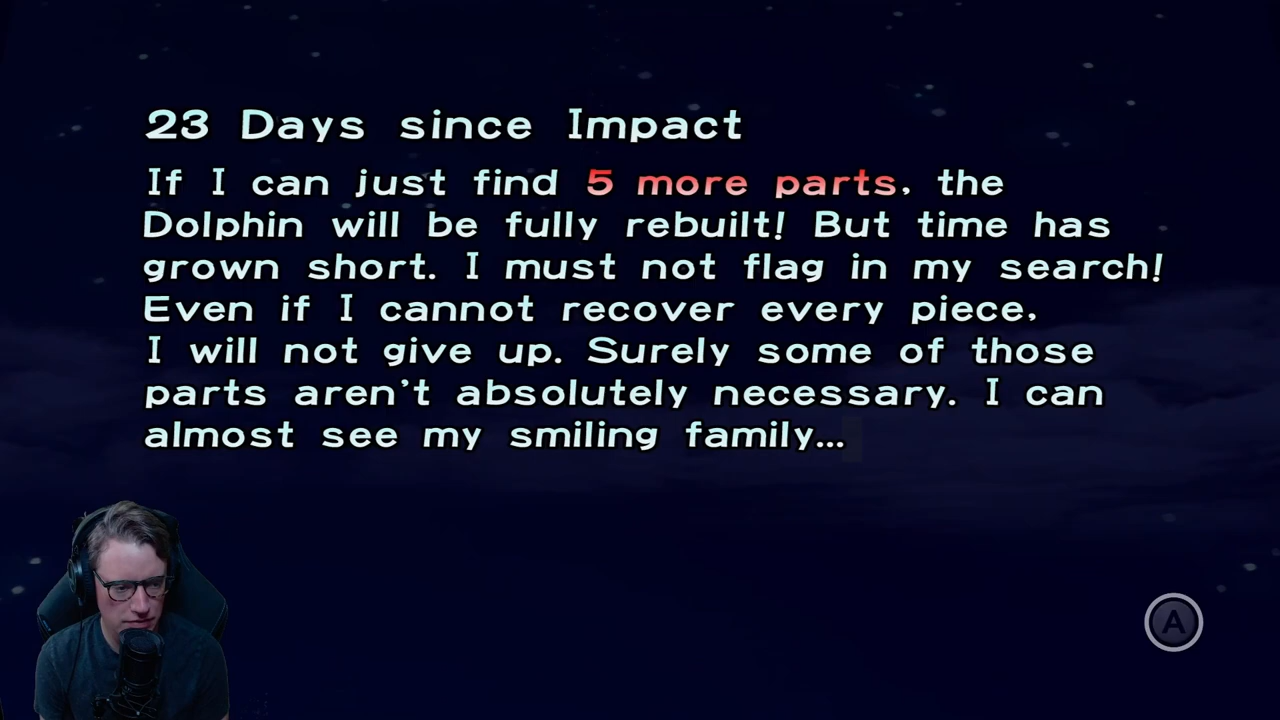 23 Days since Impact
If I can just find 5 more parts, the
Dolphin will be fully rebuilt! But time has
grown short. I must not flag in my search!
Even if I cannot recover every piece,
I will not give up. Surely some of those
parts aren't absolutely necessary. I can
almost see my smiling family...
A